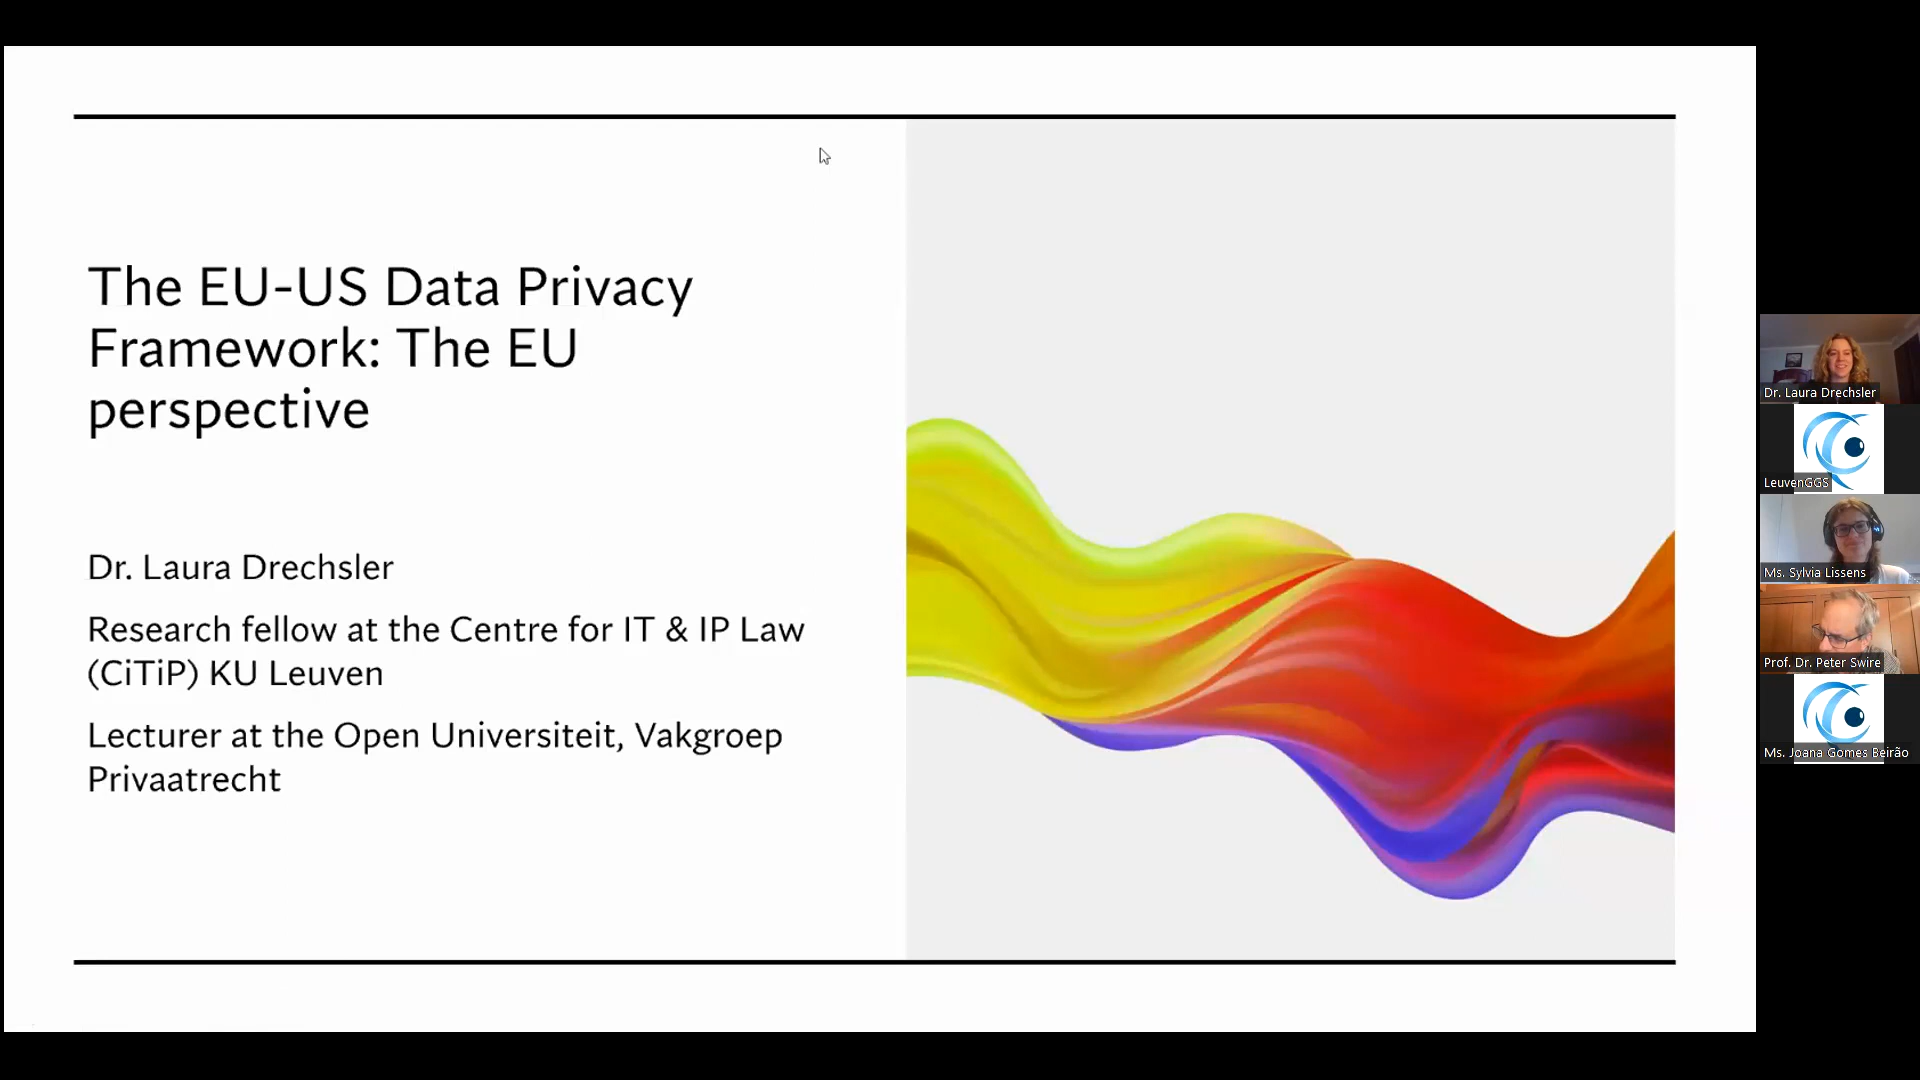 The EU-US Data Privacy
Framework: The EU
perspective
Dr. Laura Drechsler
Research fellow at the Centre for IT & IP Law
(CiTiP) KU Leuven
Lecturer at the Open Universiteit, Vakgroep
Privaatrecht
Dr. Laura Drechsler
LeuvenGGS
Ms. Sylvia Lissens
Prof. Dr. Peter Swire
Ms. Joana Gomes Beirão